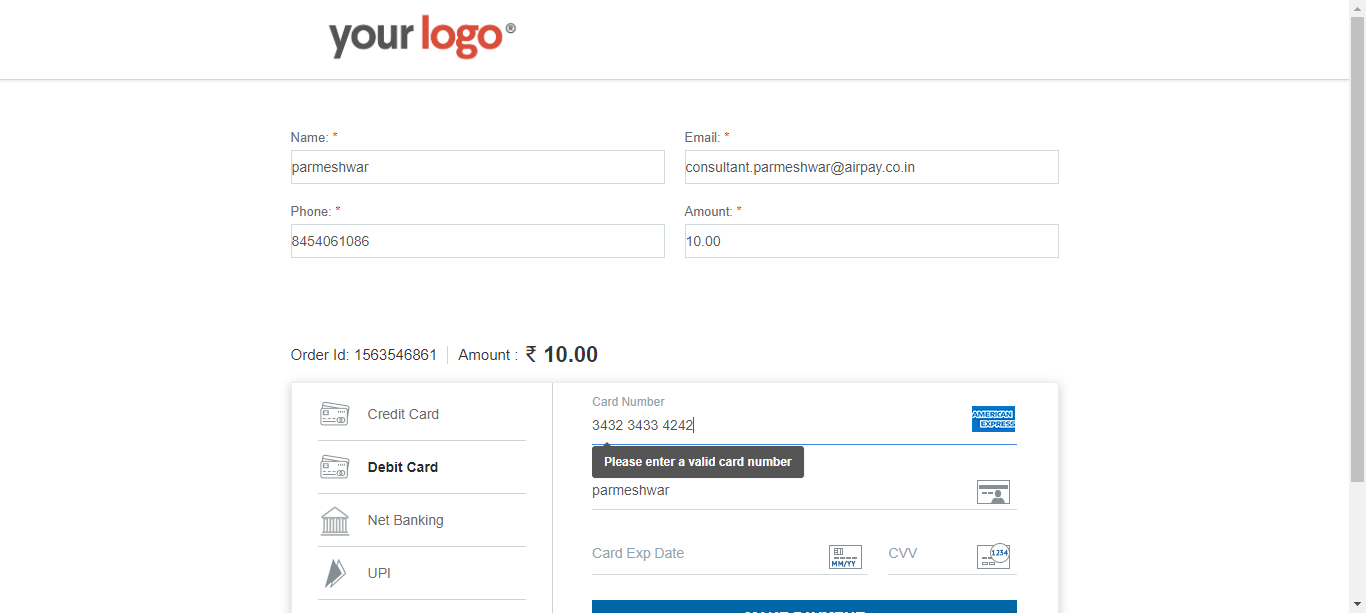 your logo®
Name: * Email: *
parmeshwar consultant.parmeshwar@airpay.co.in
Phone: * Amount: *
8454061086 10.00
Order Id: 1563546861 Amount : ₹ 10.00
Credit Card
Debit Card
Net Banking
UPI
Card Number
3432 3433 4242
AMERICAN
EXPRESS
Please enter a valid card number
parmeshwar
Card Exp Date
MM/YY
CVV
1234
MAKE PAYMENT